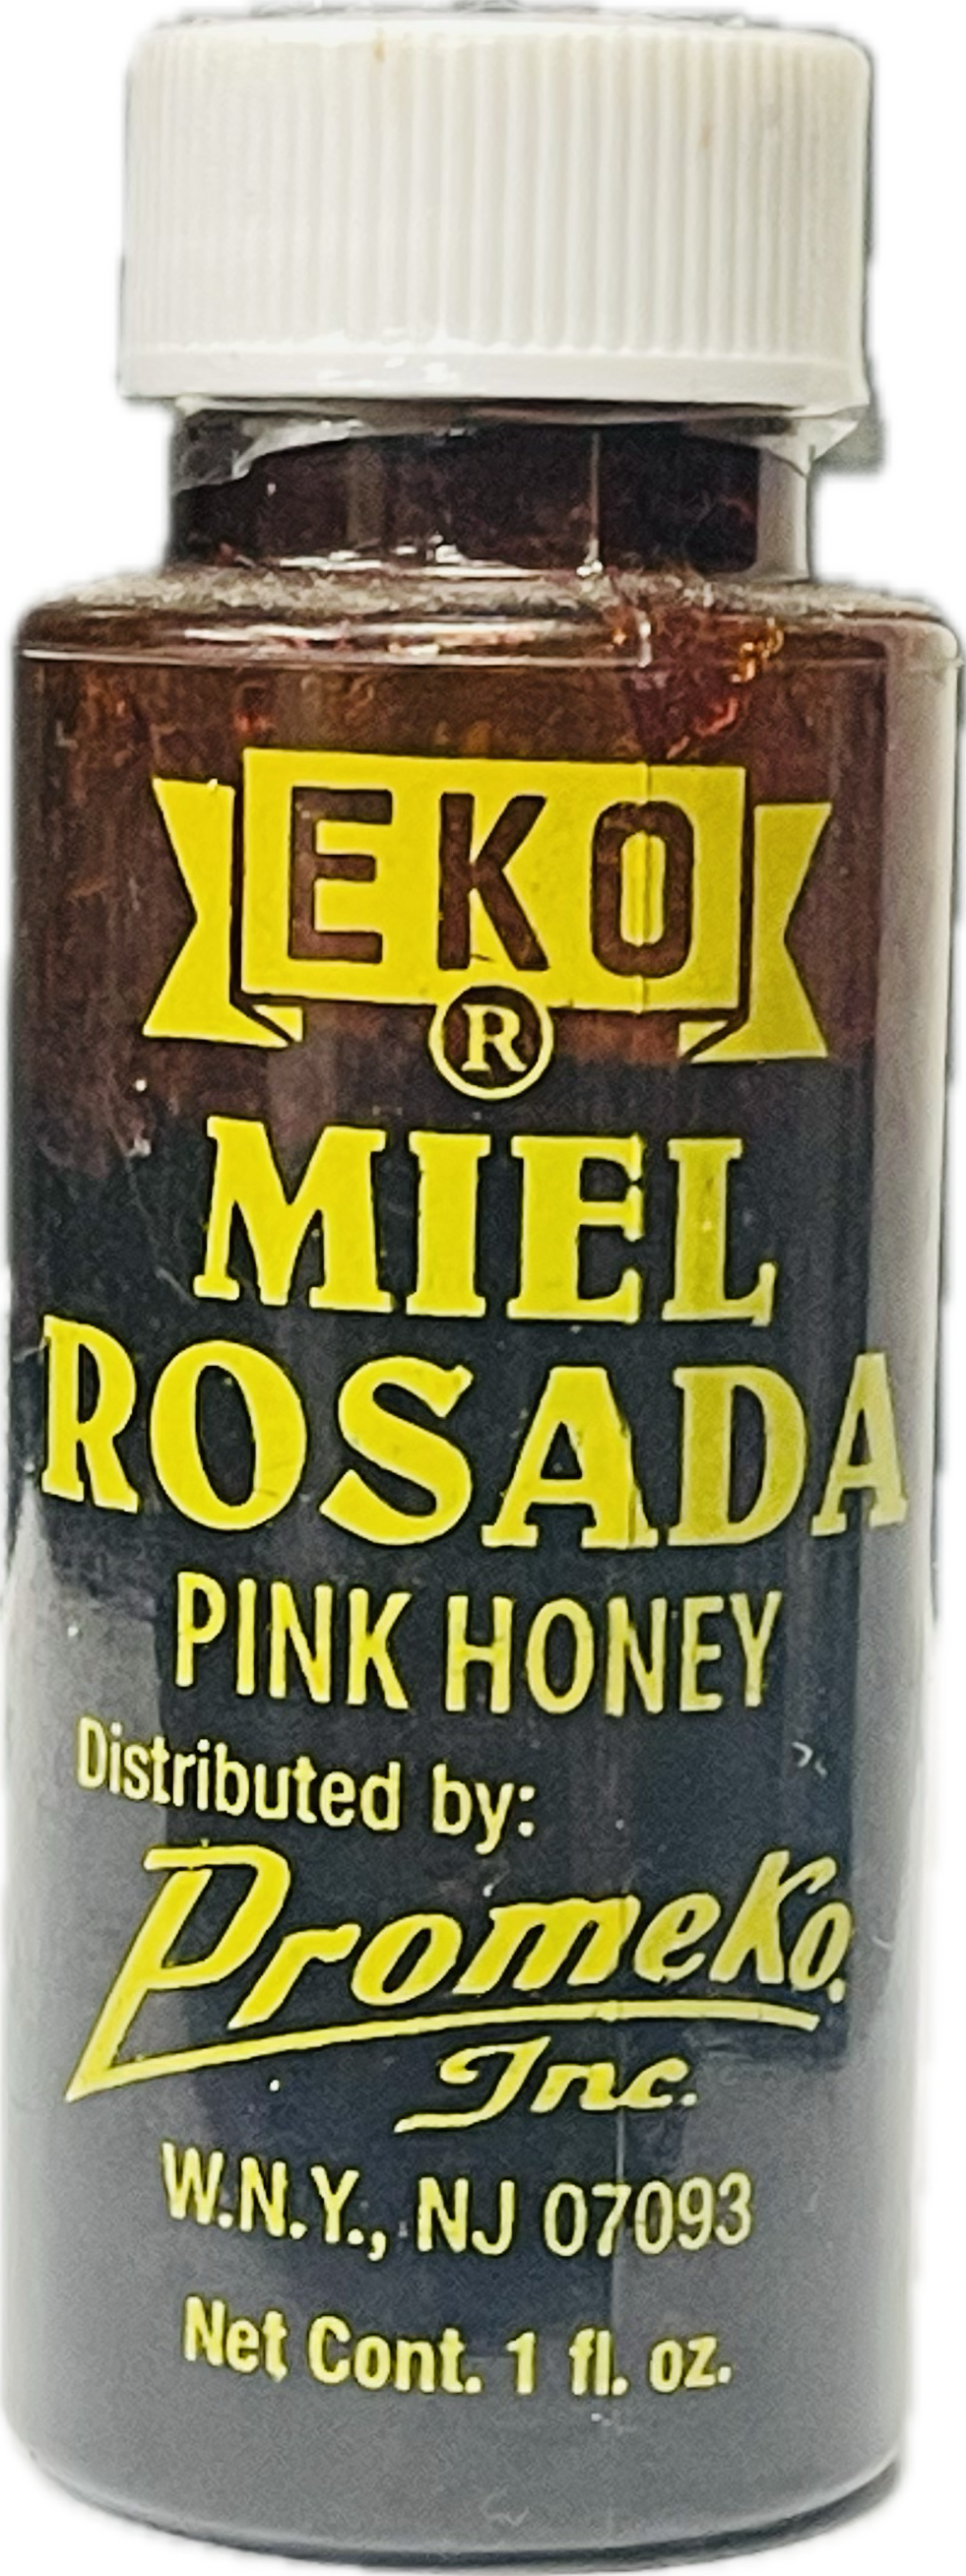 EKO
®
MIEL
ROSADA
PINK HONEY
Distributed by:
Promeko.
Inc.
W.N.Y., NJ 07093
Net Cont. 1 fl. oz.